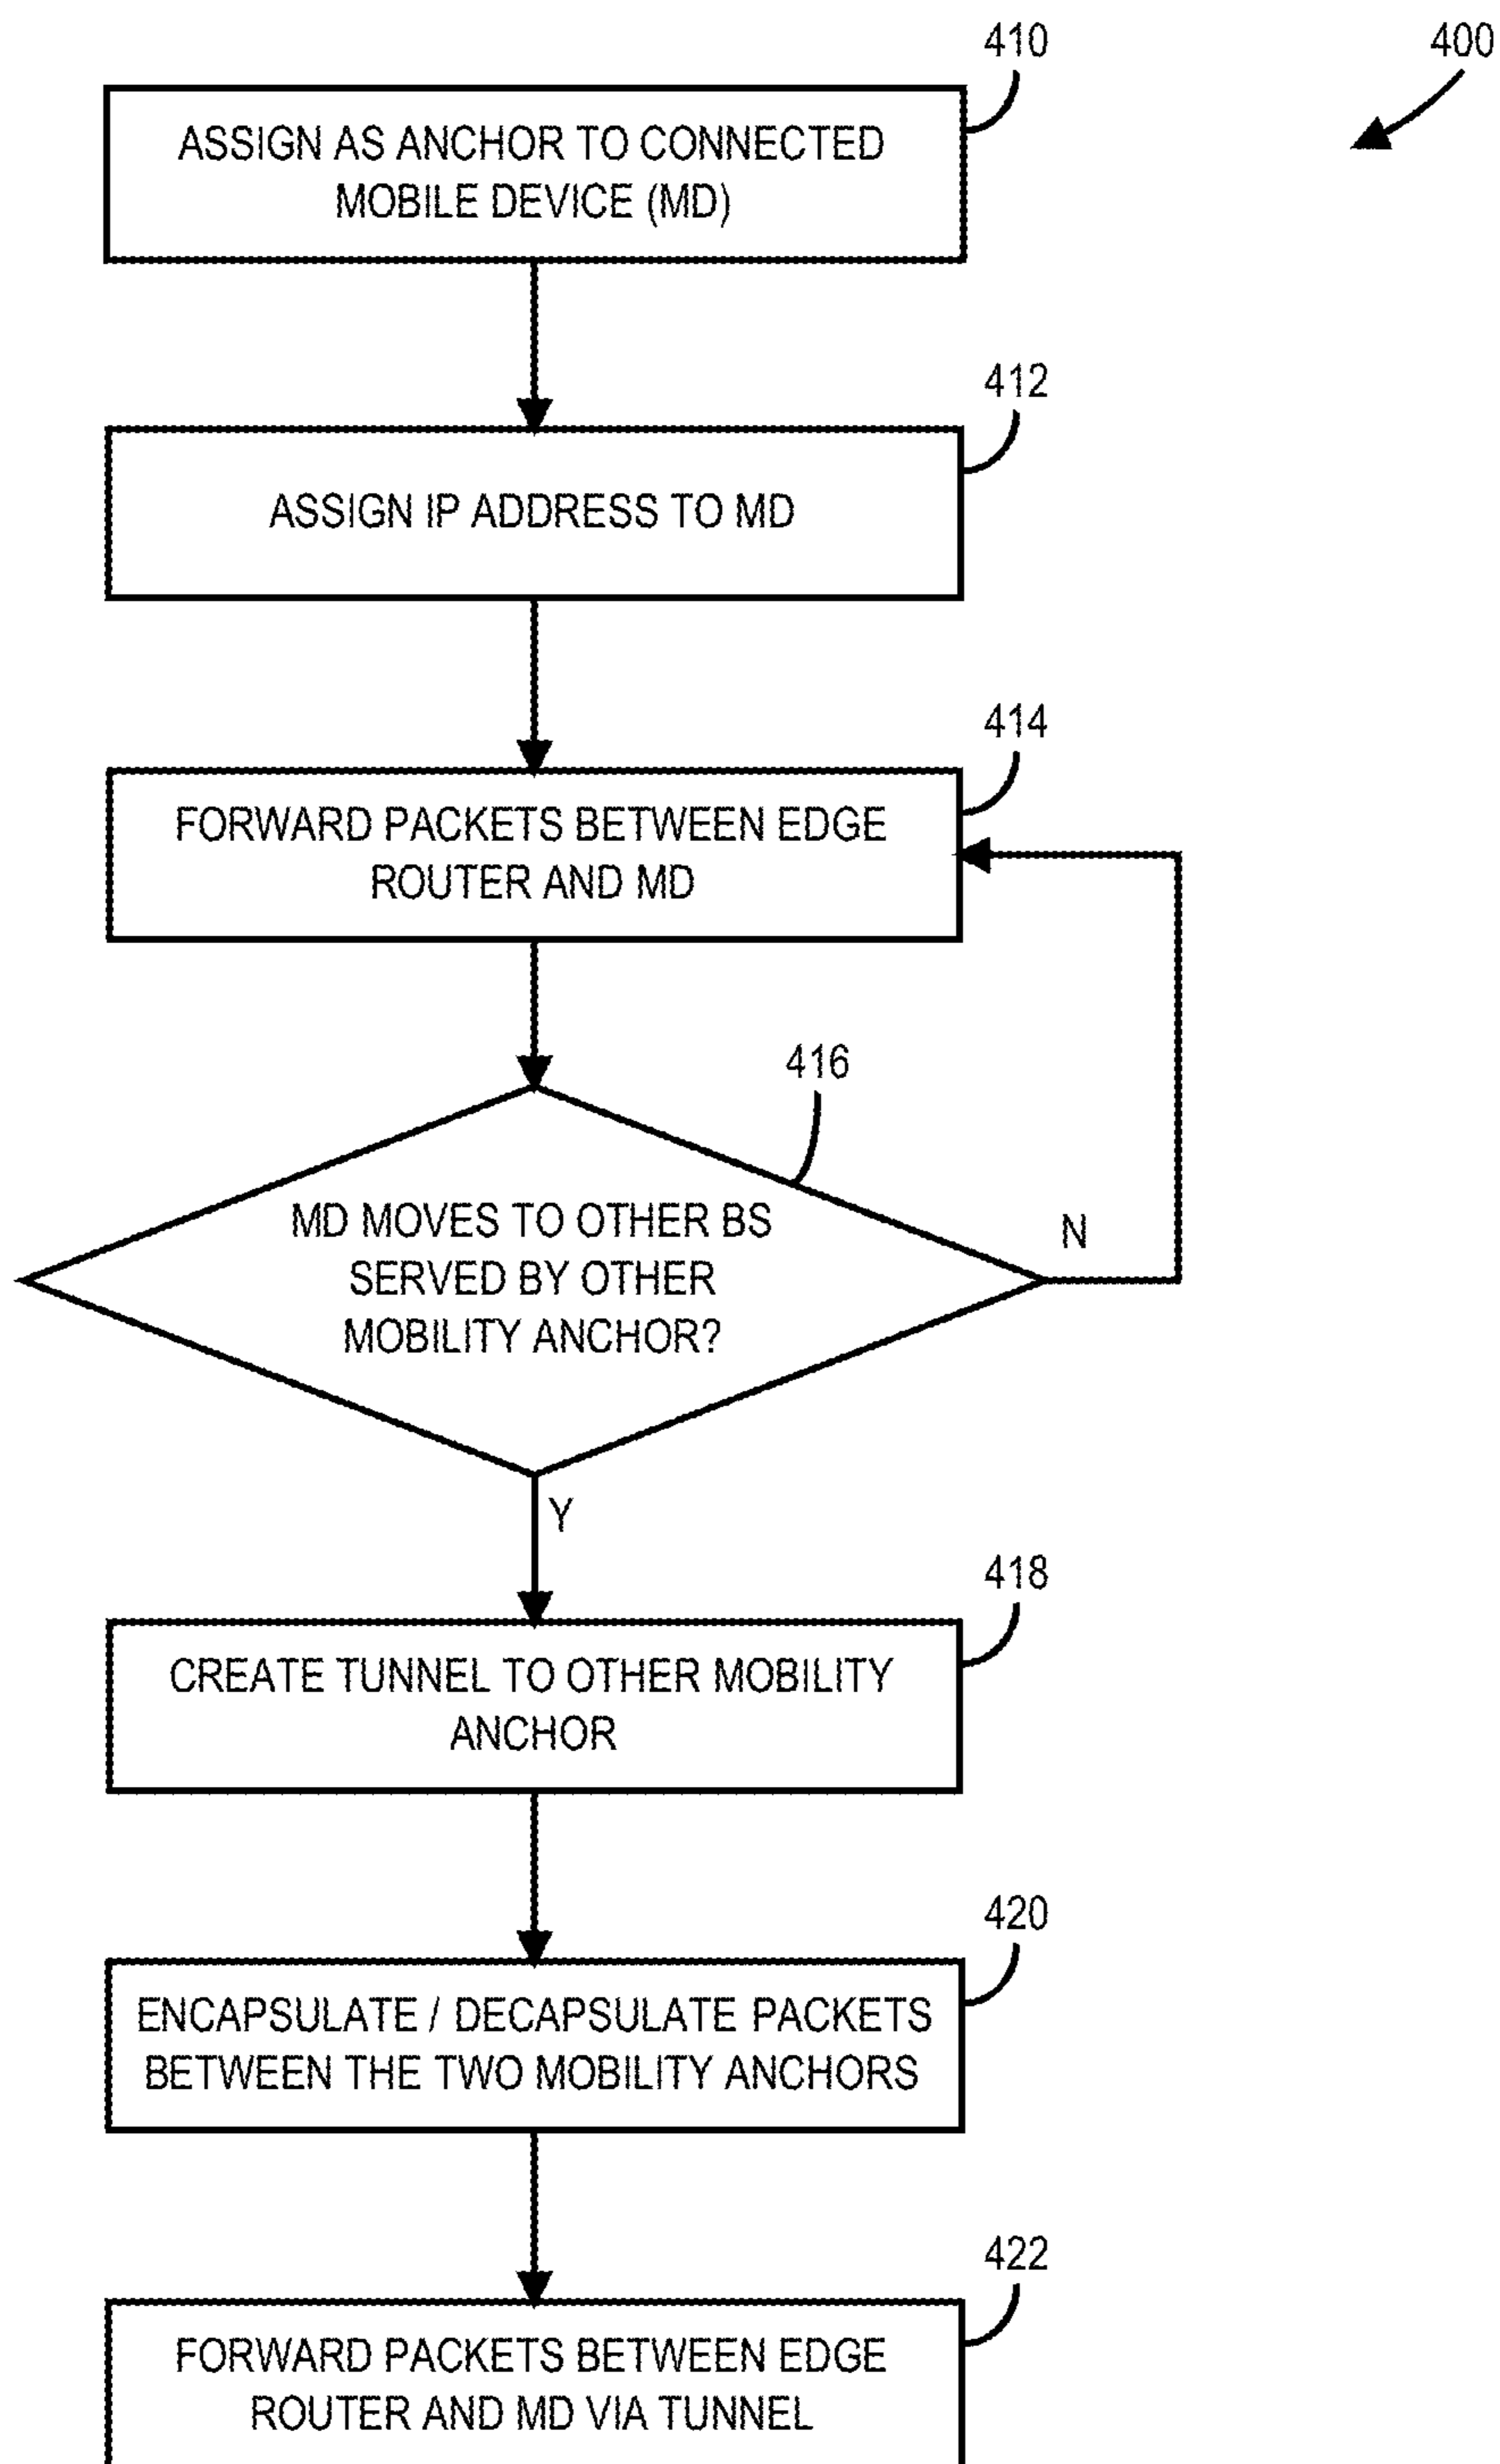 410
400
ASSIGN AS ANCHOR TO CONNECTED
MOBILE DEVICE (MD)
412
ASSIGN IP ADDRESS TO MD
414
FORWARD PACKETS BETWEEN EDGE
ROUTER AND MD
416
MD MOVES TO OTHER BS
SERVED BY OTHER
MOBILITY ANCHOR?
N
Y
418
CREATE TUNNEL TO OTHER MOBILITY
ANCHOR
420
ENCAPSULATE / DECAPSULATE PACKETS
BETWEEN THE TWO MOBILITY ANCHORS
422
FORWARD PACKETS BETWEEN EDGE
ROUTER AND MD VIA TUNNEL